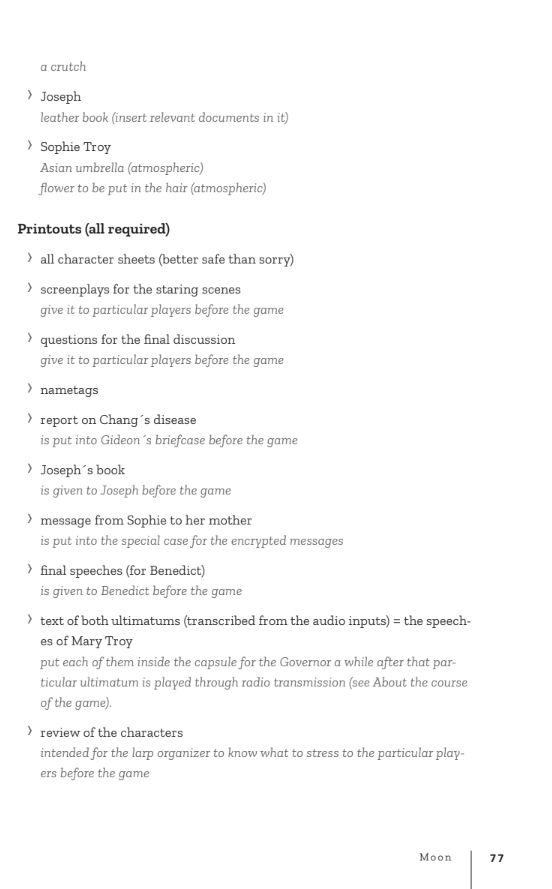 a crutch
› Joseph
leather book (insert relevant documents in it)
› Sophie Troy
Asian umbrella (atmospheric)
flower to be put in the hair (atmospheric)
Printouts (all required)
› all character sheets (better safe than sorry)
› screenplays for the staring scenes
give it to particular players before the game
› questions for the final discussion
give it to particular players before the game
› nametags
› report on Chang´s disease
is put into Gideon´s briefcase before the game
› Joseph´s book
is given to Joseph before the game
› message from Sophie to her mother
is put into the special case for the encrypted messages
› final speeches (for Benedict)
is given to Benedict before the game
› text of both ultimatums (transcribed from the audio inputs) = the speech-
es of Mary Troy
put each of them inside the capsule for the Governor a while after that par-
ticular ultimatum is played through radio transmission (see About the course
of the game).
› review of the characters
intended for the larp organizer to know what to stress to the particular play-
ers before the game
Moon 77